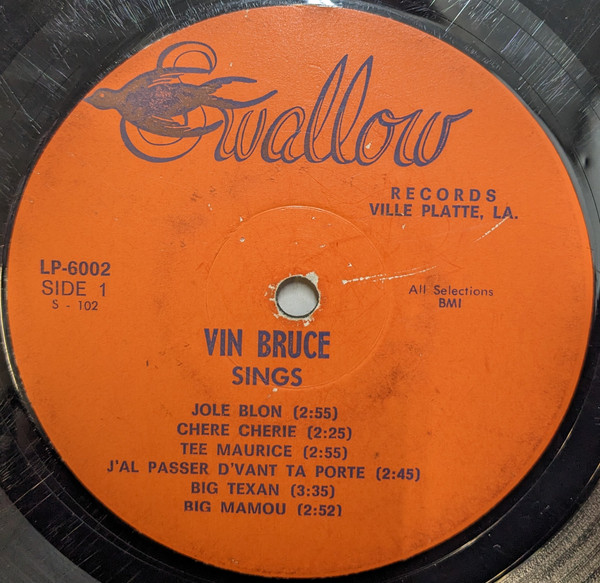 Swallow
RECORDS
VILLE PLATTE, LA.
LP-6002
SIDE 1
S - 102
All Selections
BMI
VIN BRUCE
SINGS
JOLE BLON (2:55)
CHERE CHERIE (2:25)
TEE MAURICE (2:55)
J'AL PASSER D'VANT TA PORTE (2:45)
BIG TEXAN (3:35)
BIG MAMOU (2:52)